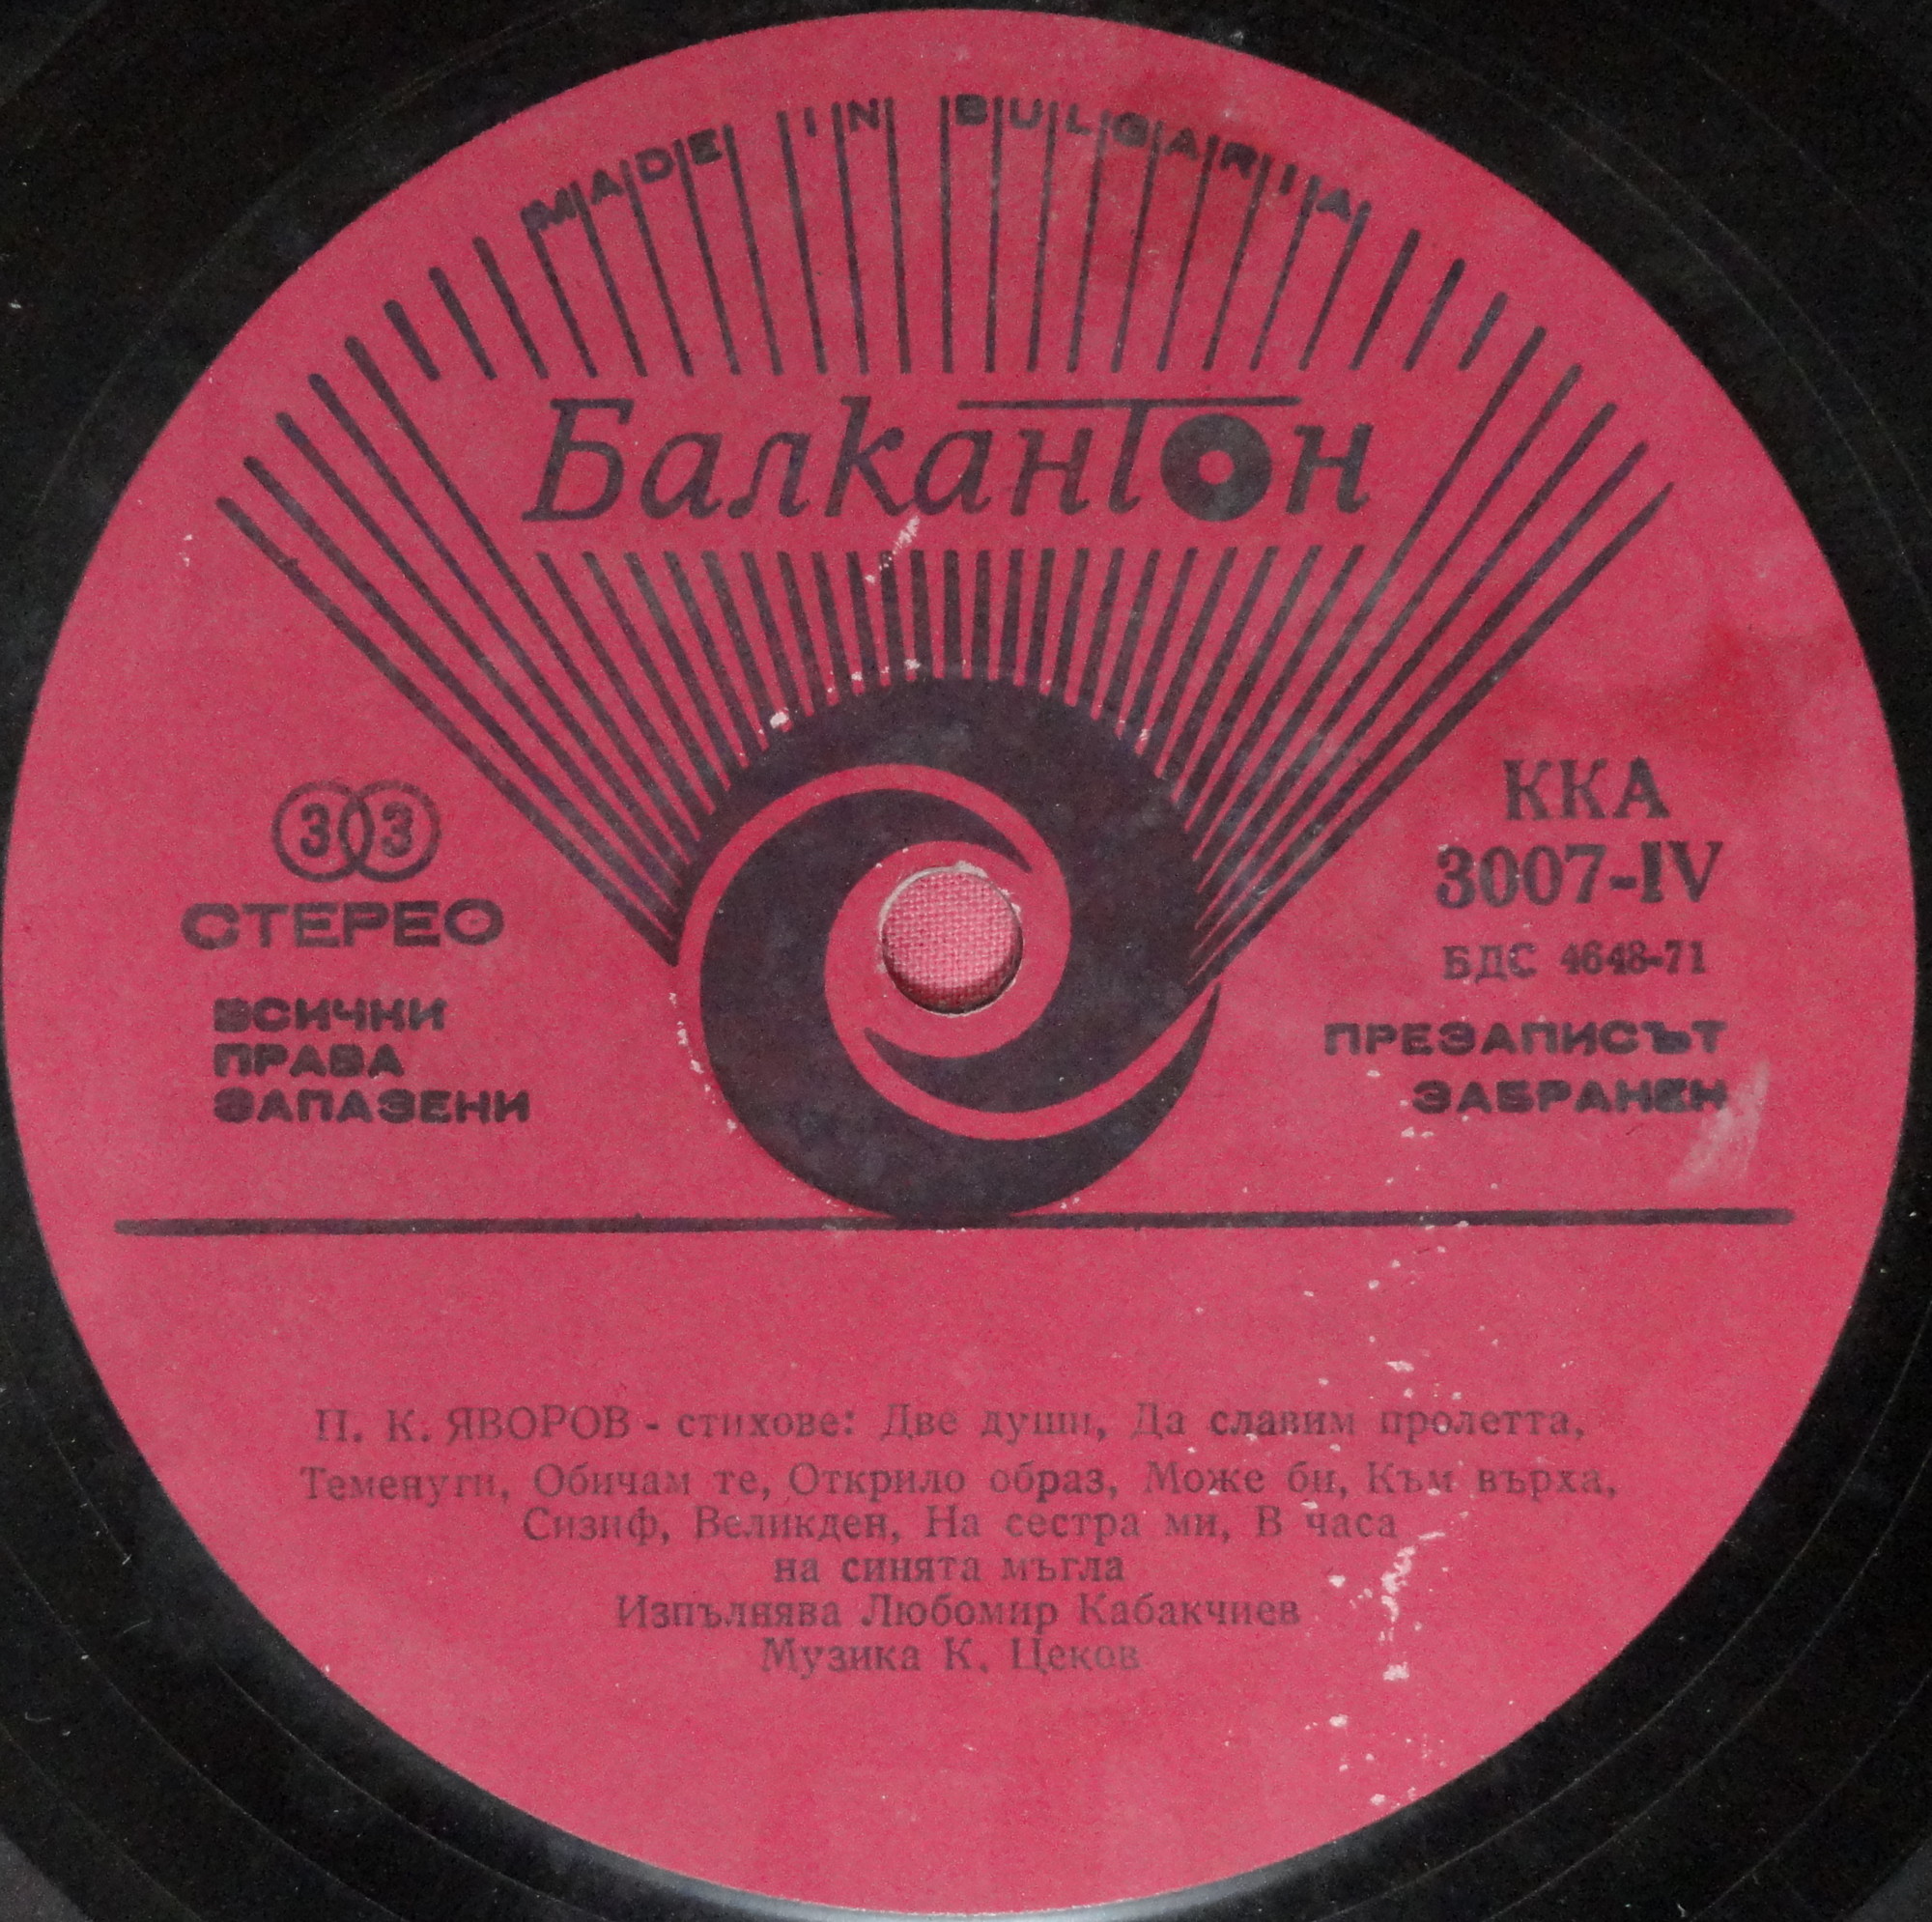 MADE IN BULGARIA
Балкантон
33
СТЕРЕО
ВСИЧКИ
ПРАВА
ЗАПАЗЕНИ
ККА
3007-IV
БДС 4648-71
ПРЕЗАПИСЪТ
ЗАБРАНЕН
П. К. ЯВОРОВ - стихове: Две души, Да славим пролетта,
Теменуги, Обичам те, Открило образ, Може би, Към върха,
Сизиф, Великден, На сестра ми, В часа
на синята мъгла
Изпълнява Любомир Кабакчиев
Музика К. Цеков